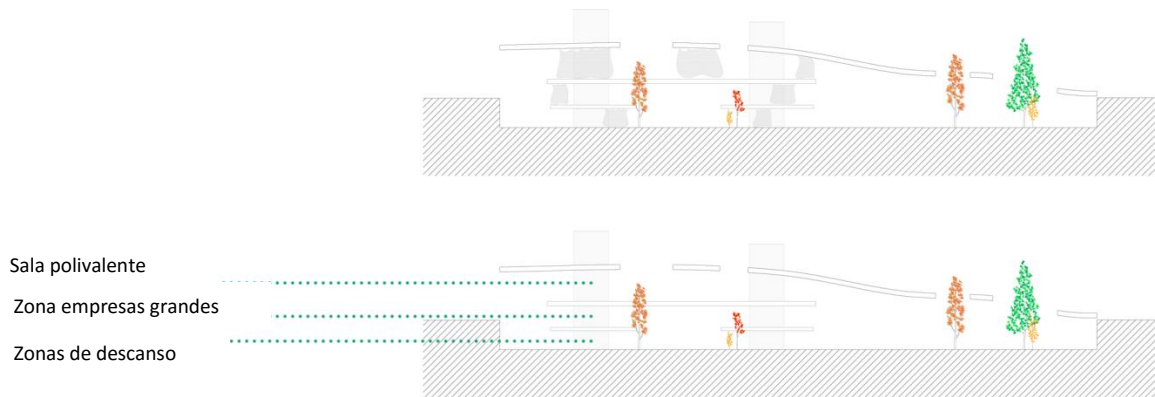 Sala polivalente
Zona empresas grandes
Zonas de descanso